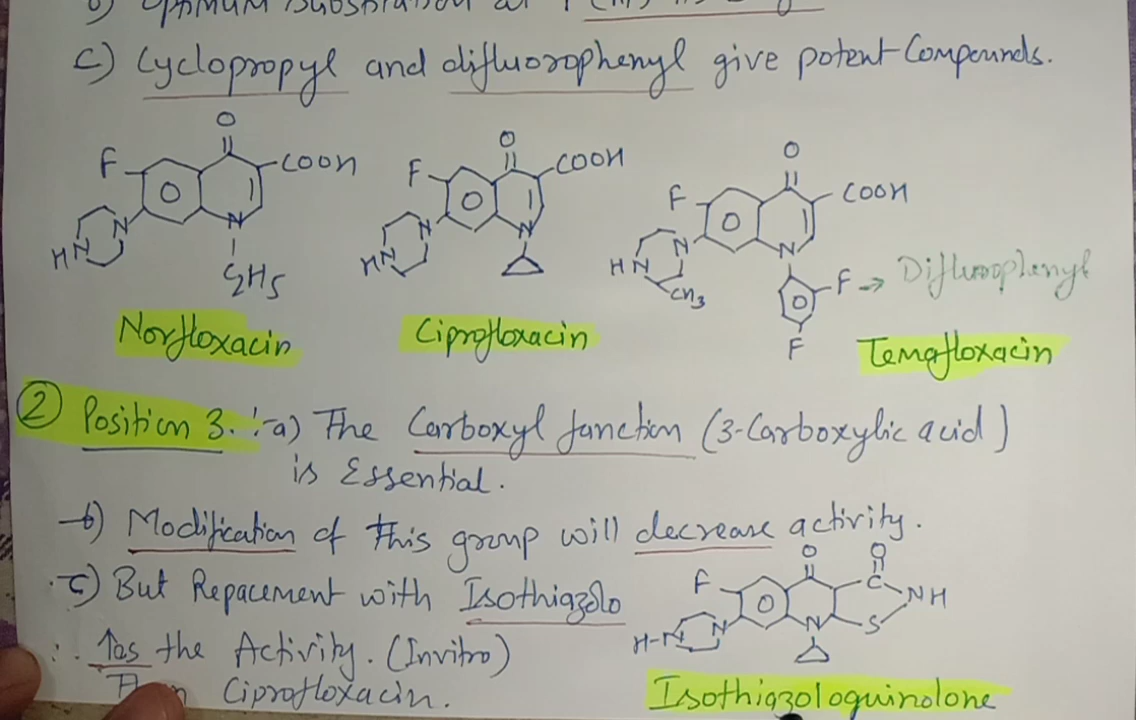 c) Cyclopropyl and difluorophenyl give potent Compounds.
O
F
COOH
N
HN
N
C2H5
Norfloxacin
O
F
COOH
N
HN
N
Ciprofloxacin
O
F
COOH
N
HN
N
CH3
F → Difluorophenyl
F
Temafloxacin
② Position 3. :- a) The Carboxyl function (3-Carboxylic acid)
is Essential.
→b) Modification of this group will decrease activity.
c) But Repacement with Isothiazolo
↑ses the Activity. (Invitro)
Ciprofloxacin.
O
O
F
C
NH
N
H-N
N
S
Isothiazoloquinolone